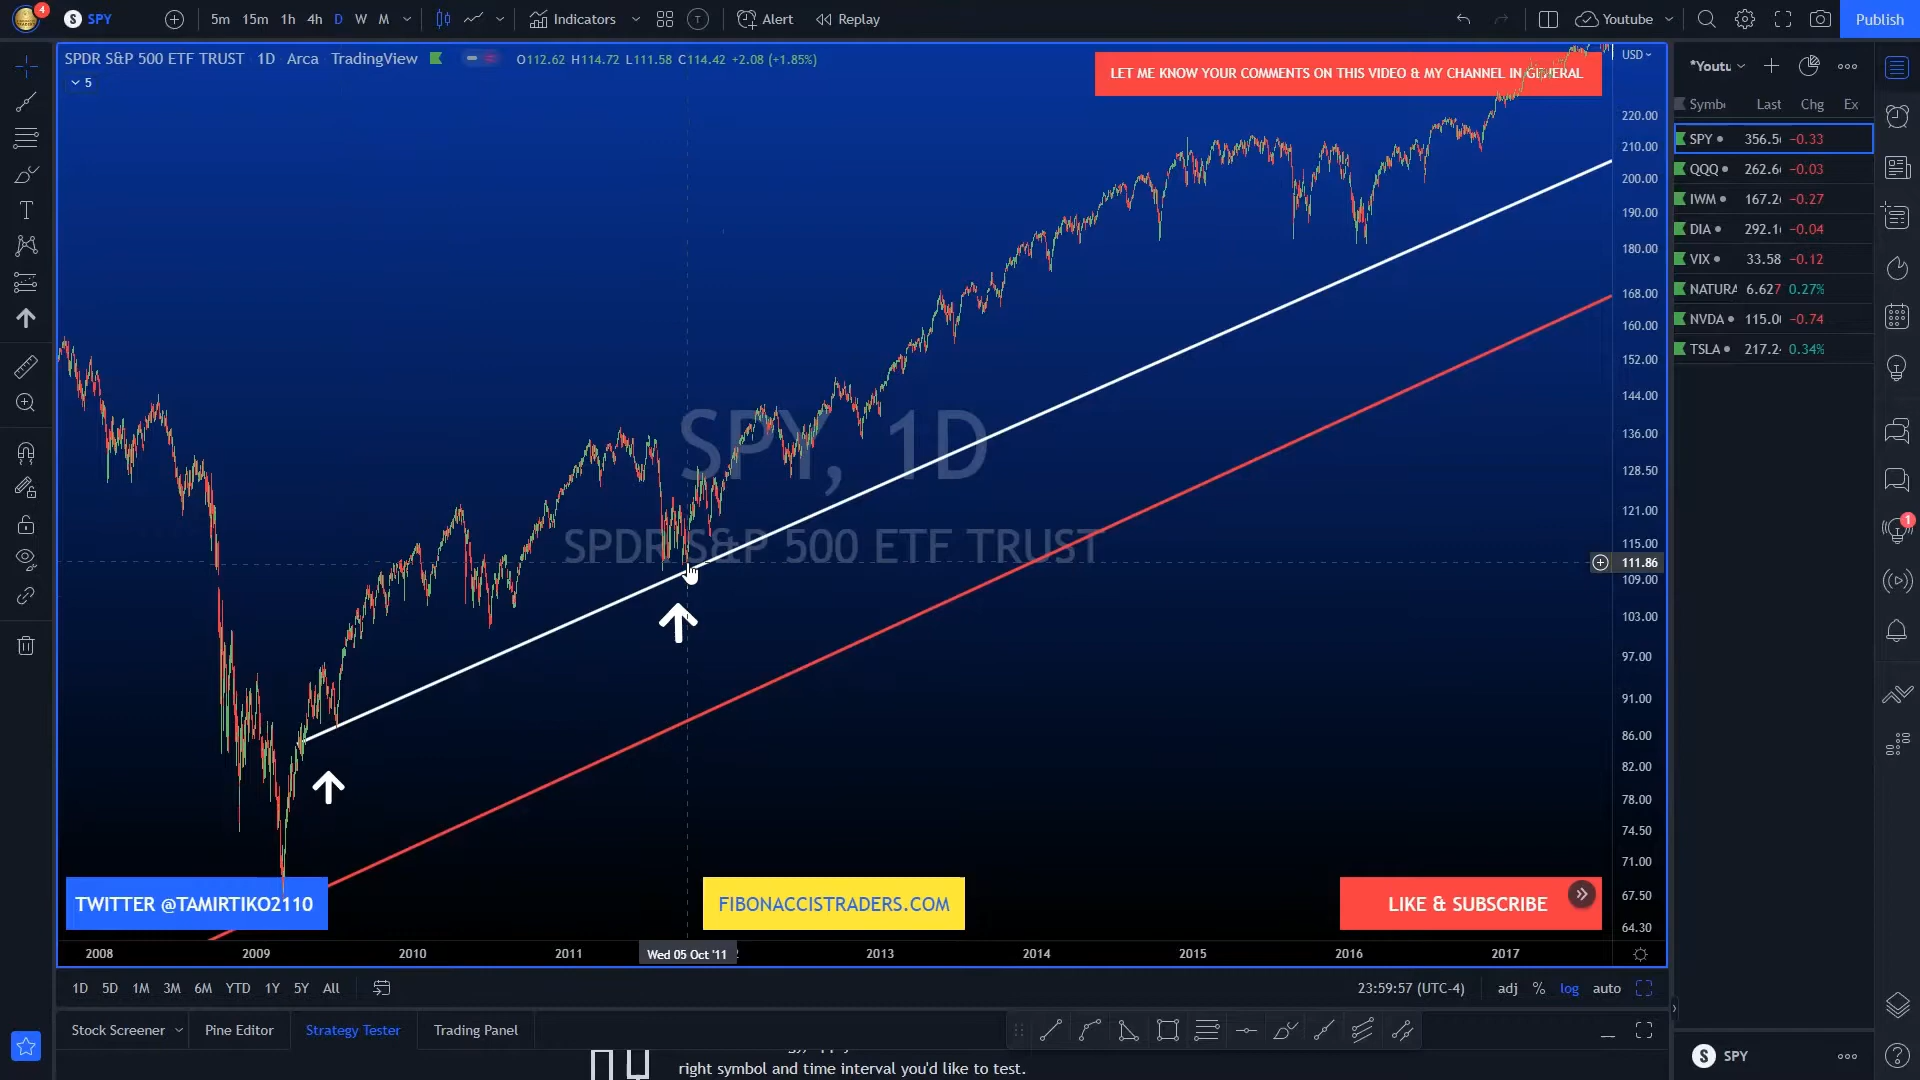 4
S SPY
5m 15m 1h 4h D W M
Indicators
T
Alert
Replay
Youtube
Publish
SPDR S&P 500 ETF TRUST 1D Arca TradingView
O112.62 H114.72 L111.58 C114.42 +2.08 (+1.85%)
5
LET ME KNOW YOUR COMMENTS ON THIS VIDEO & MY CHANNEL IN GENERAL
USD
220.00
210.00
200.00
190.00
180.00
168.00
160.00
152.00
144.00
136.00
128.50
121.00
115.00
111.86
109.00
103.00
97.00
91.00
86.00
82.00
78.00
74.50
71.00
67.50
64.30
SPY, 1D
SPDR S&P 500 ETF TRUST
TWITTER @TAMIRTIKO2110
FIBONACCISTRADERS.COM
LIKE & SUBSCRIBE
2008 2009 2010 2011 Wed 05 Oct '11 2013 2014 2015 2016 2017
1D 5D 1M 3M 6M YTD 1Y 5Y All
23:59:57 (UTC-4) adj % log auto
Stock Screener Pine Editor Strategy Tester Trading Panel
right symbol and time interval you'd like to test.
*Youtu
Symb Last Chg Ex
SPY 356.5 −0.33
QQQ 262.6 −0.03
IWM 167.2 −0.27
DIA 292.1 −0.04
VIX 33.58 −0.12
NATURA 6.627 0.27%
NVDA 115.0 −0.74
TSLA 217.2 0.34%
1
S SPY